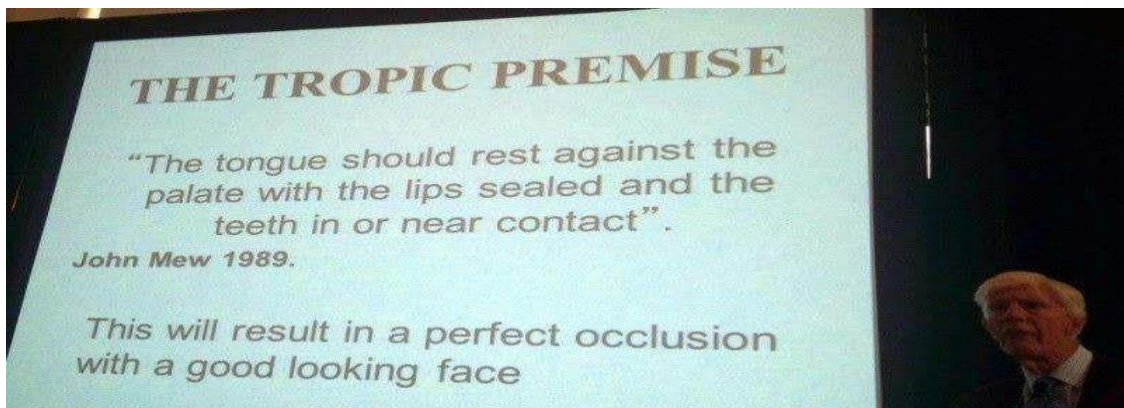 THE TROPIC PREMISE
“The tongue should rest against the
palate with the lips sealed and the
teeth in or near contact”.
John Mew 1989.
This will result in a perfect occlusion
with a good looking face